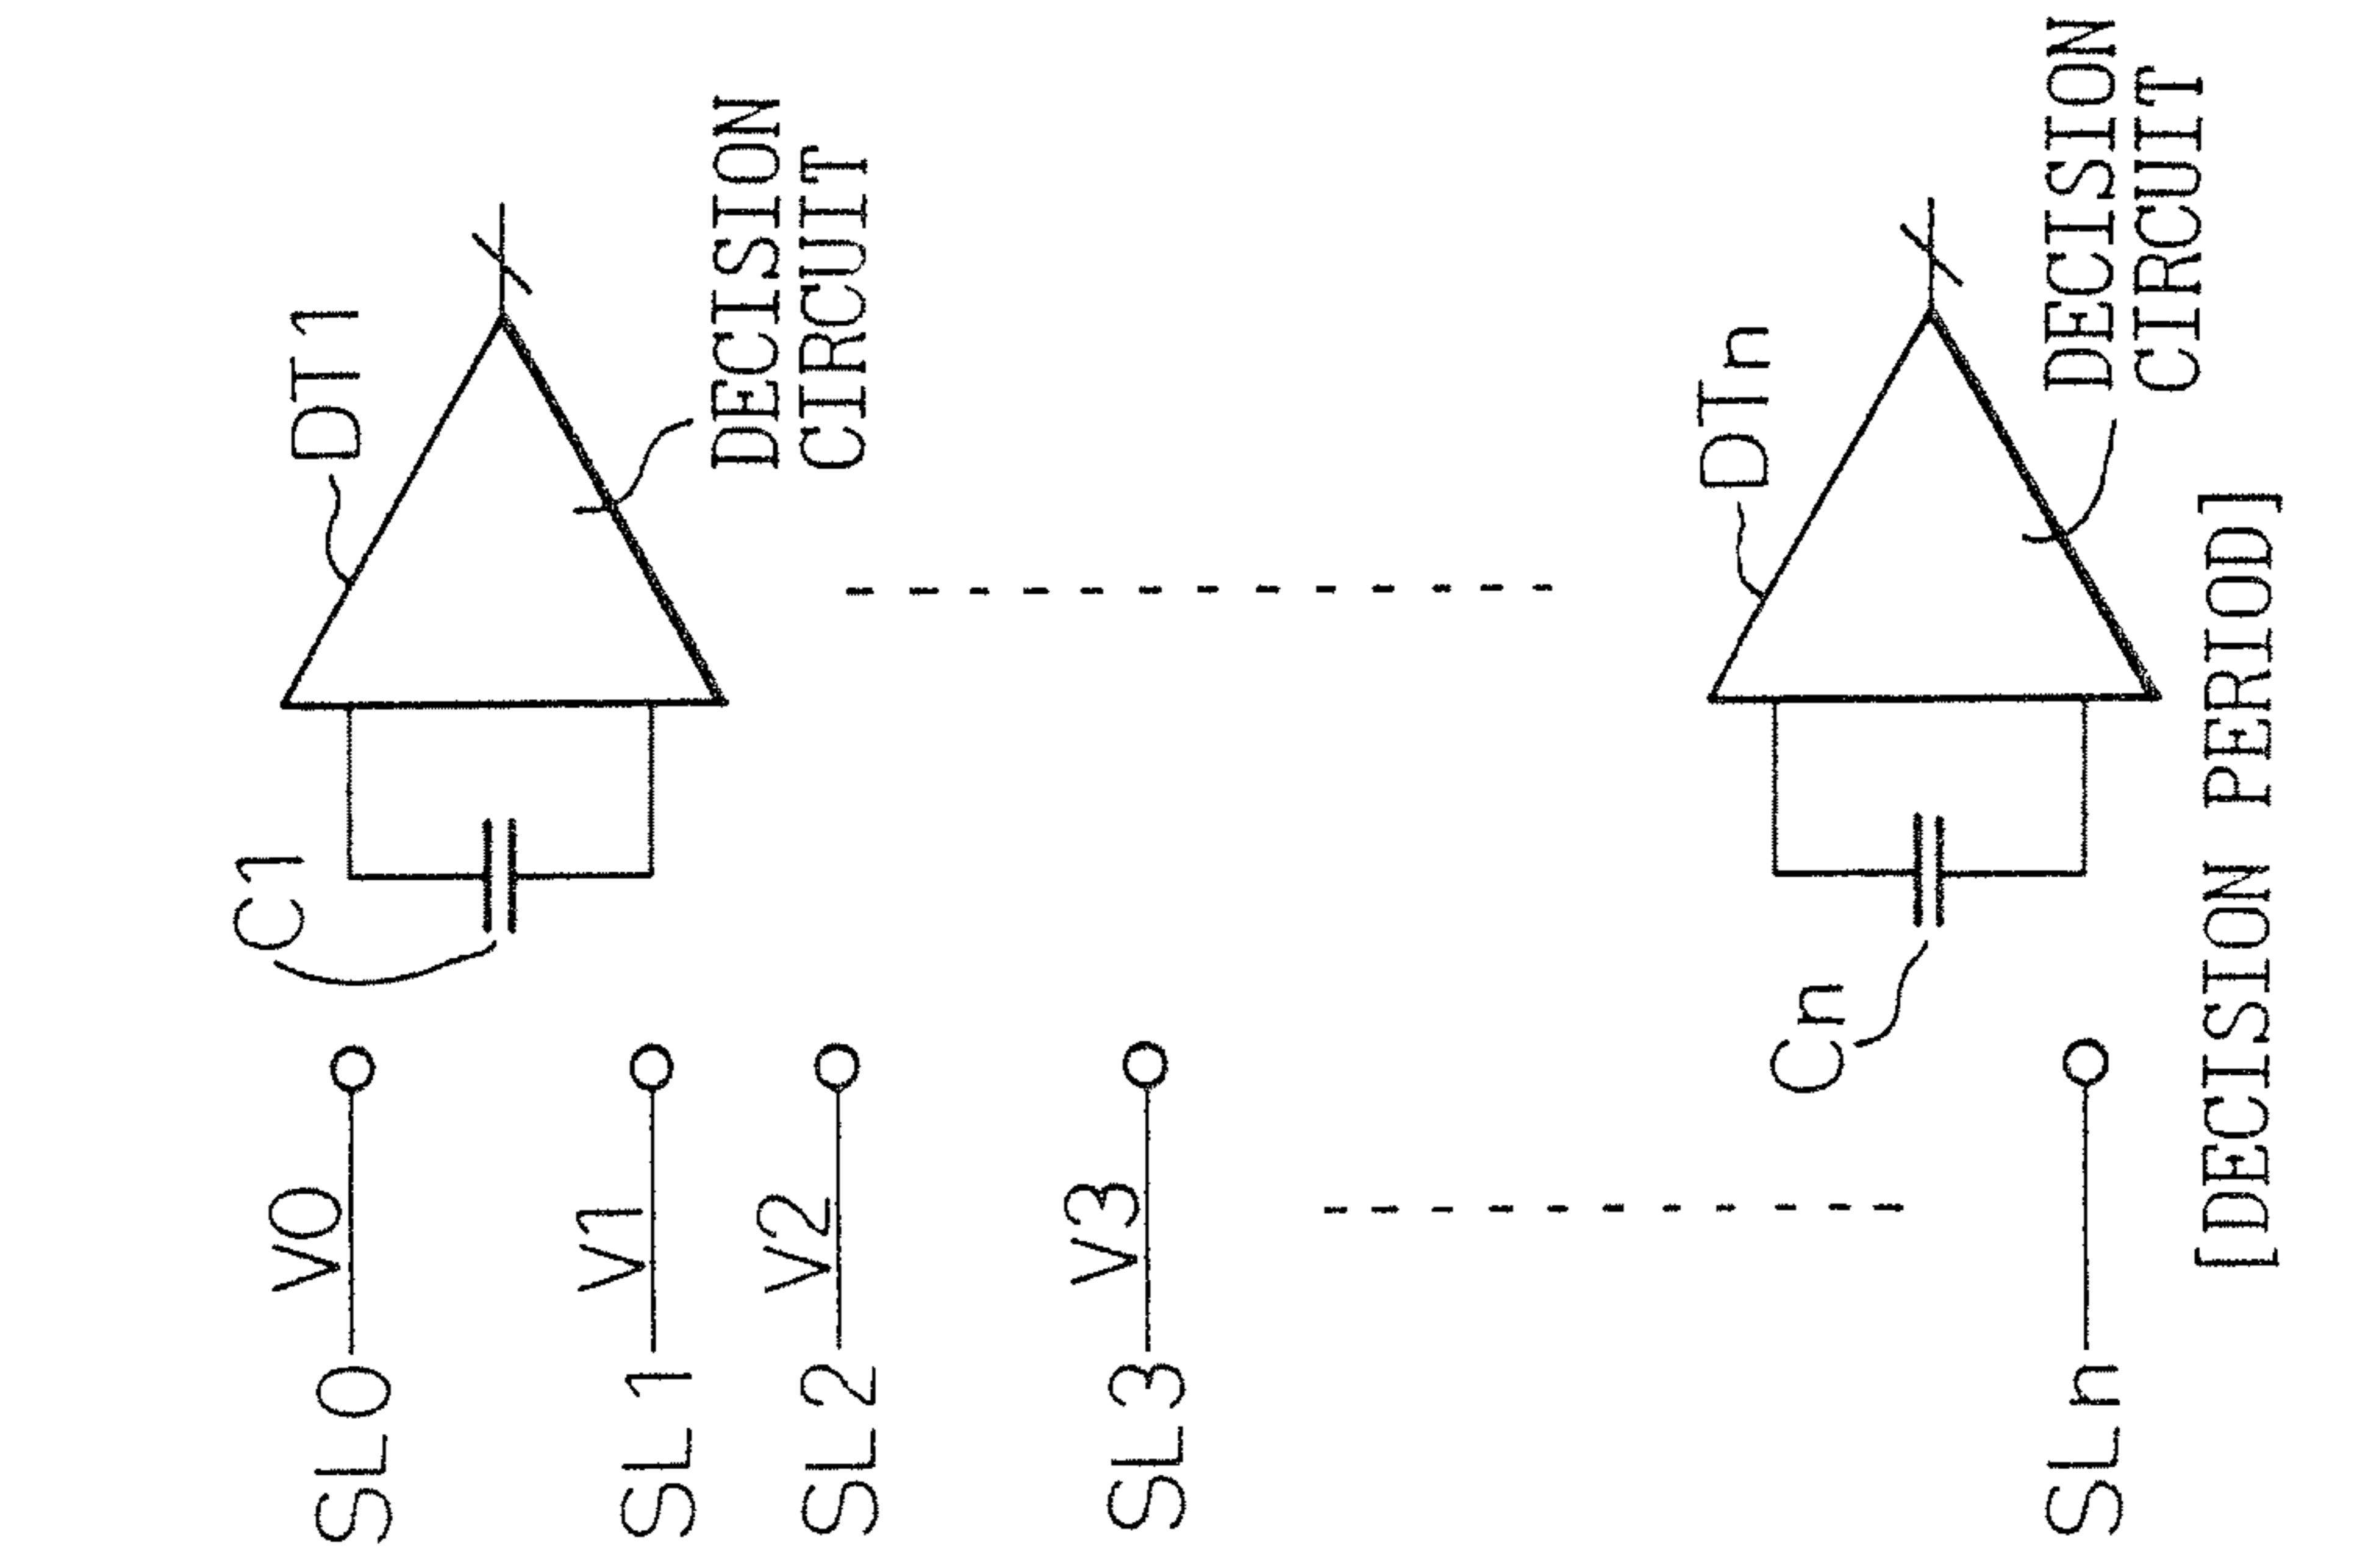 SL0
V0
C1
DT1
SL1
V1
DECISION
CIRCUIT
SL2
V2
SL3
V3
Cn
DTn
SLn
DECISION
CIRCUIT
[DECISION PERIOD]